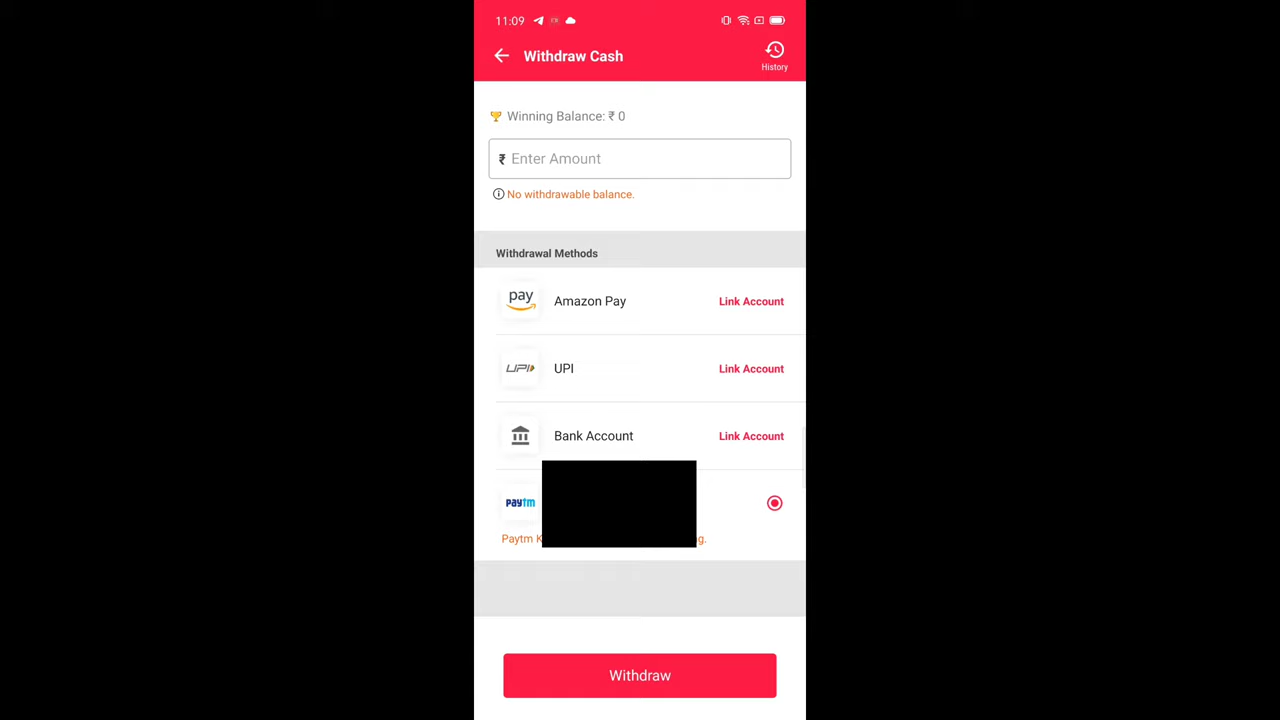 11:09
Withdraw Cash
History
Winning Balance: ₹ 0
₹ Enter Amount
No withdrawable balance.
Withdrawal Methods
pay Amazon Pay Link Account
UPI UPI Link Account
Bank Account Link Account
paytm
Paytm
Withdraw